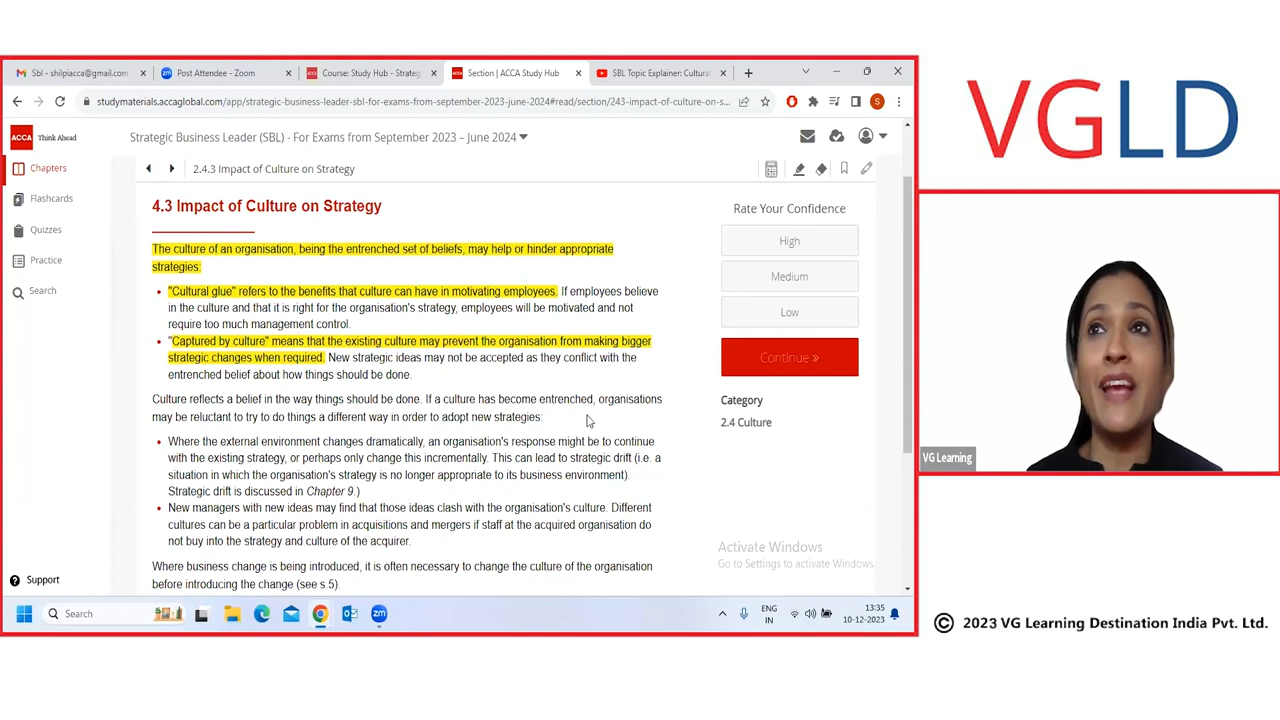 Sbl - shilpiacca@gmail.com
Post Attendee - Zoom
Course: Study Hub - Strateg
Section | ACCA Study Hub
SBL Topic Explainer: Cultural
studymaterials.accaglobal.com/app/strategic-business-leader-sbl-for-exams-from-september-2023-june-2024#read/section/243-impact-of-culture-on-s...
S
ACCA Think Ahead
Strategic Business Leader (SBL) - For Exams from September 2023 – June 2024
Chapters
Flashcards
Quizzes
Practice
Search
Support
2.4.3 Impact of Culture on Strategy
4.3 Impact of Culture on Strategy
The culture of an organisation, being the entrenched set of beliefs, may help or hinder appropriate
strategies:
• "Cultural glue" refers to the benefits that culture can have in motivating employees. If employees believe
in the culture and that it is right for the organisation's strategy, employees will be motivated and not
require too much management control.
• "Captured by culture" means that the existing culture may prevent the organisation from making bigger
strategic changes when required. New strategic ideas may not be accepted as they conflict with the
entrenched belief about how things should be done.
Culture reflects a belief in the way things should be done. If a culture has become entrenched, organisations
may be reluctant to try to do things a different way in order to adopt new strategies:
• Where the external environment changes dramatically, an organisation's response might be to continue
with the existing strategy, or perhaps only change this incrementally. This can lead to strategic drift (i.e. a
situation in which the organisation's strategy is no longer appropriate to its business environment).
Strategic drift is discussed in Chapter 9.)
• New managers with new ideas may find that those ideas clash with the organisation's culture. Different
cultures can be a particular problem in acquisitions and mergers if staff at the acquired organisation do
not buy into the strategy and culture of the acquirer.
Where business change is being introduced, it is often necessary to change the culture of the organisation
before introducing the change (see s.5).
Rate Your Confidence
High
Medium
Low
Continue »
Category
2.4 Culture
Activate Windows
Go to Settings to activate Windows.
Search
ENG
IN
13:35
10-12-2023
VGLD
VG Learning
© 2023 VG Learning Destination India Pvt. Ltd.